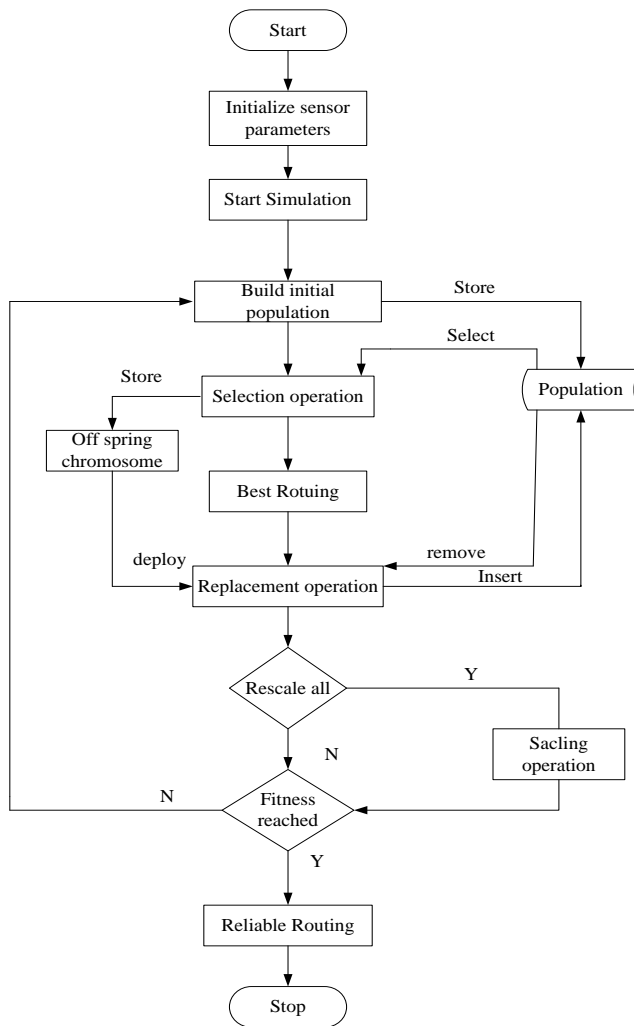 Start
Initialize sensor
parameters
Start Simulation
Build initial
population
Store
Select
Store
Selection operation
Population
Off spring
chromosome
Best Rotuing
deploy
remove
Replacement operation
Insert
Rescale all
Y
N
Sacling
operation
N
Fitness
reached
Y
Reliable Routing
Stop